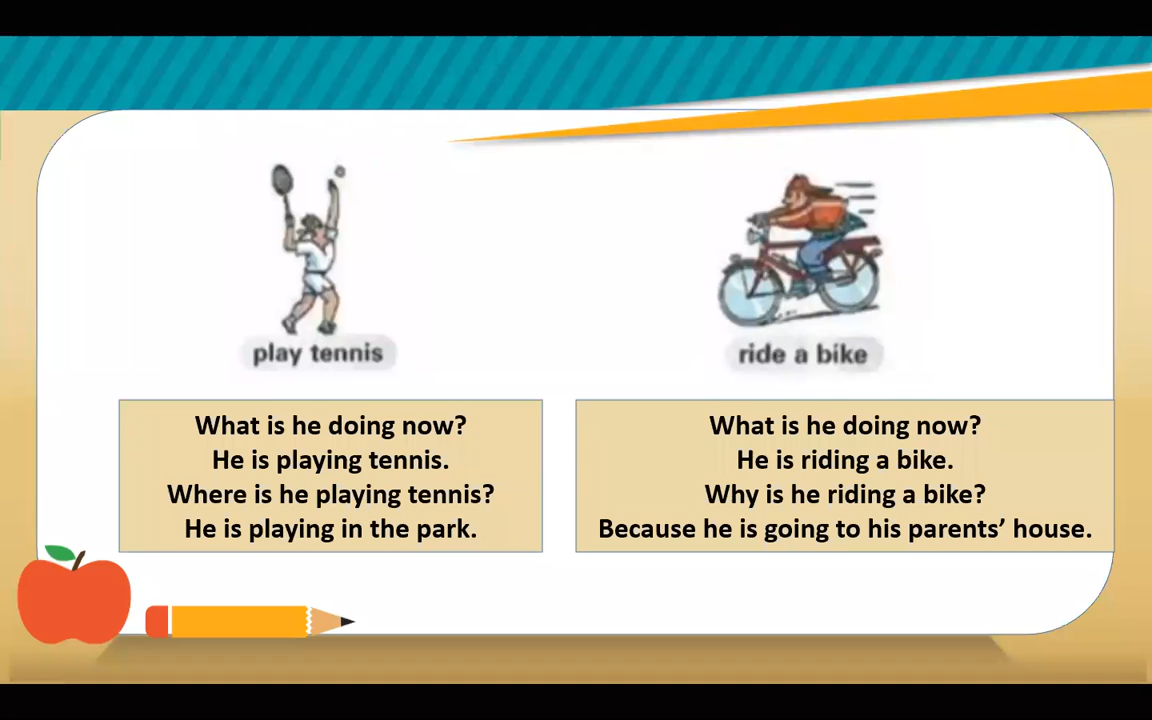 play tennis
ride a bike
What is he doing now?
He is playing tennis.
Where is he playing tennis?
He is playing in the park.
What is he doing now?
He is riding a bike.
Why is he riding a bike?
Because he is going to his parents’ house.